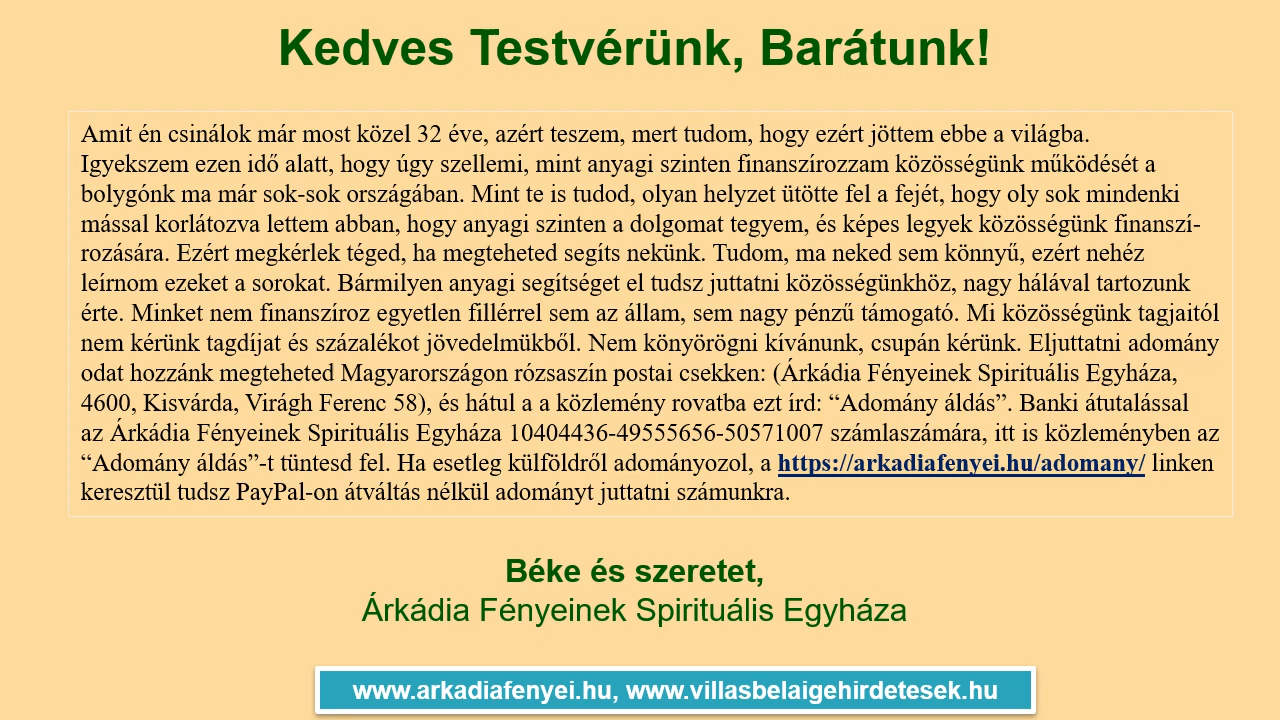 Kedves Testvérünk, Barátunk!
Amit én csinálok már most közel 32 éve, azért teszem, mert tudom, hogy ezért jöttem ebbe a világba.
Igyekszem ezen idő alatt, hogy úgy szellemi, mint anyagi szinten finanszírozzam közösségünk működését a
bolygónk ma már sok-sok országában. Mint te is tudod, olyan helyzet ütötte fel a fejét, hogy oly sok mindenki
mással korlátozva lettem abban, hogy anyagi szinten a dolgomat tegyem, és képes legyek közösségünk finanszí-
rozására. Ezért megkérlek téged, ha megteheted segíts nekünk. Tudom, ma neked sem könnyű, ezért nehéz
leírnom ezeket a sorokat. Bármilyen anyagi segítséget el tudsz juttatni közösségünkhöz, nagy hálával tartozunk
érte. Minket nem finanszíroz egyetlen fillérrel sem az állam, sem nagy pénzű támogató. Mi közösségünk tagjaitól
nem kérünk tagdíjat és százalékot jövedelmükből. Nem könyörögni kívánunk, csupán kérünk. Eljuttatni adomány
odat hozzánk megteheted Magyarországon rózsaszín postai csekken: (Árkádia Fényeinek Spirituális Egyháza,
4600, Kisvárda, Virágh Ferenc 58), és hátul a a közlemény rovatba ezt írd: “Adomány áldás”. Banki átutalással
az Árkádia Fényeinek Spirituális Egyháza 10404436-49555656-50571007 számlaszámára, itt is közleményben az
“Adomány áldás”-t tüntesd fel. Ha esetleg külföldről adományozol, a https://arkadiafenyei.hu/adomany/ linken
keresztül tudsz PayPal-on átváltás nélkül adományt juttatni számunkra.
Béke és szeretet,
Árkádia Fényeinek Spirituális Egyháza
www.arkadiafenyei.hu, www.villasbelaigehirdetesek.hu